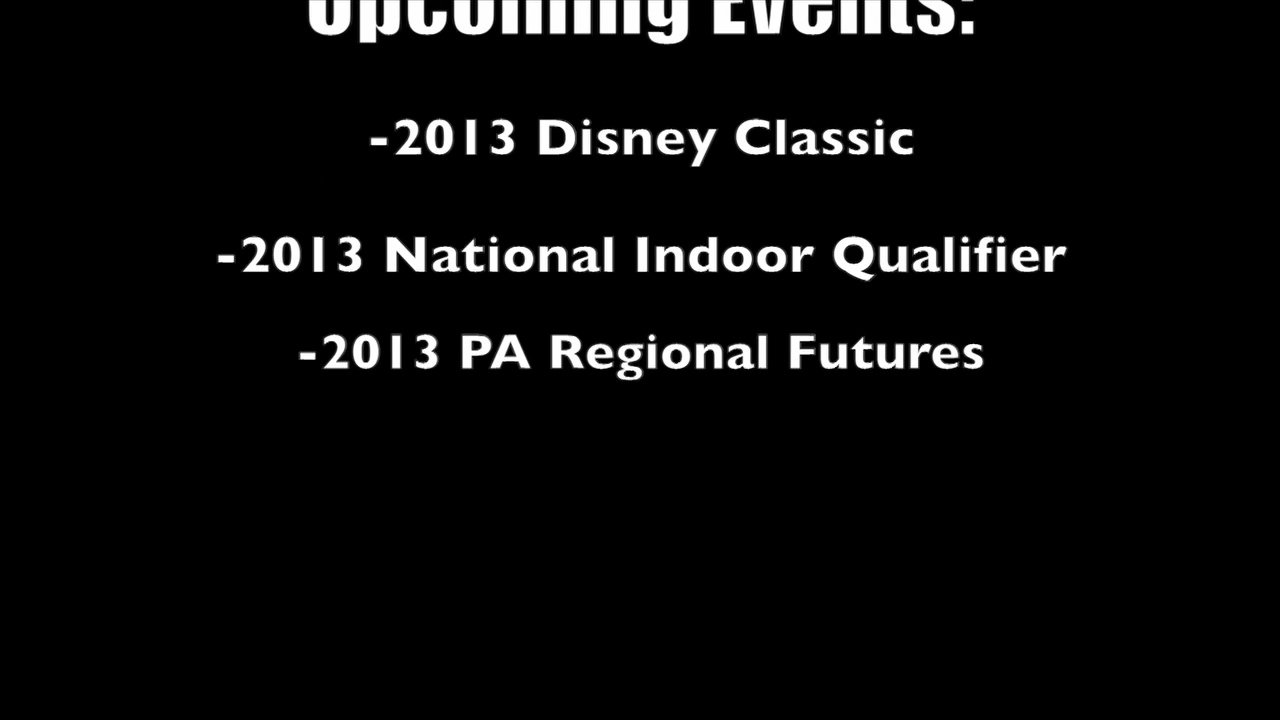 Upcoming Events:
-2013 Disney Classic
-2013 National Indoor Qualifier
-2013 PA Regional Futures